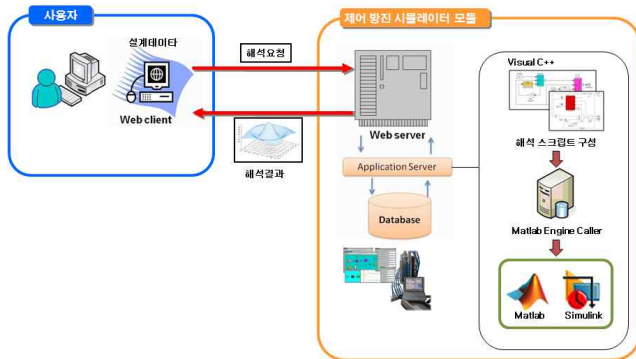 사용자
제어 방진 시뮬레이터 모듈
설계데이타
Web client
해석요청
해석결과
Web server
Application Server
Database
Visual C++
해석 스크립트 구성
Matlab Engine Caller
Matlab
Simulink